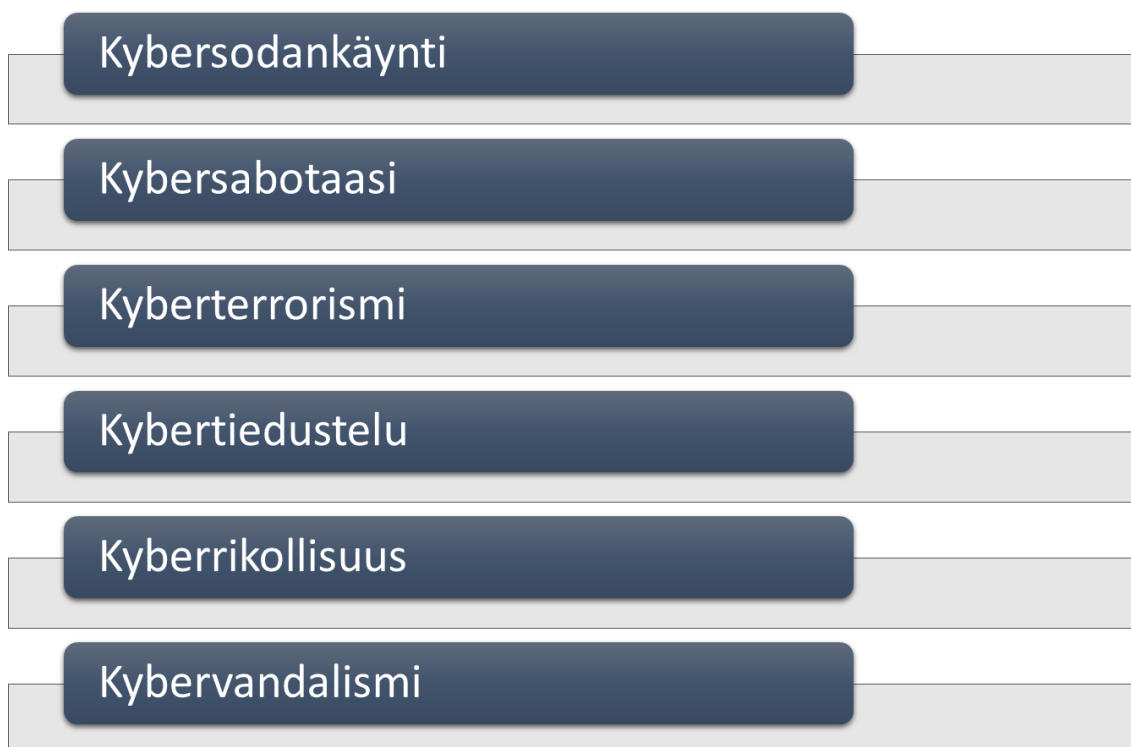 Kybersodankäynti
Kybersabotaasi
Kyberterrorismi
Kybertiedustelu
Kyberrikollisuus
Kybervandalismi